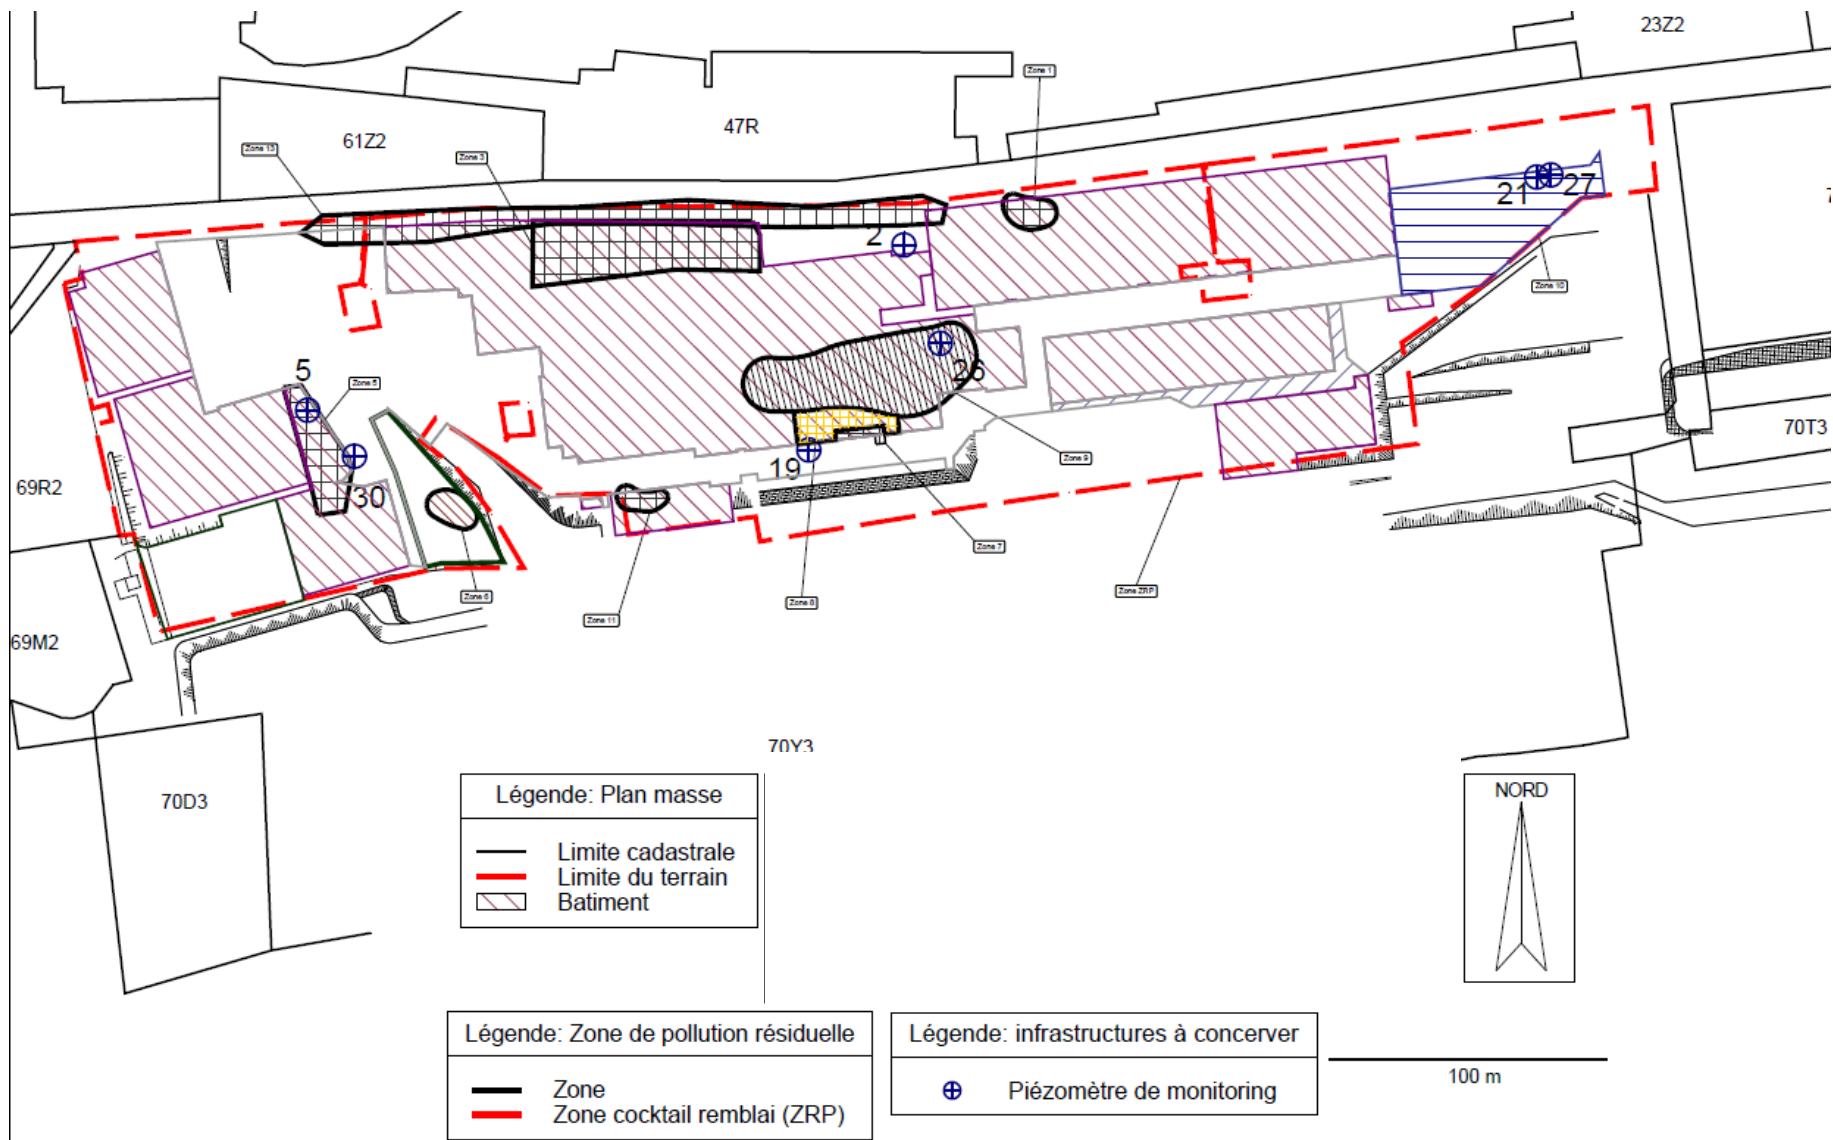 23Z2
Zone 1
47R
61Z2
Zone 13
Zone 3
21
27
2
Zone 10
5
Zone 5
26
70T3
19
Zone 9
69R2
30
Zone 7
Zone 6
Zone 8
Zone ZRP
Zone 11
69M2
70Y3
70D3
Légende: Plan masse
Limite cadastrale
Limite du terrain
Batiment
NORD
Légende: Zone de pollution résiduelle
Zone
Zone cocktail remblai (ZRP)
Légende: infrastructures à concerver
Piézomètre de monitoring
100 m